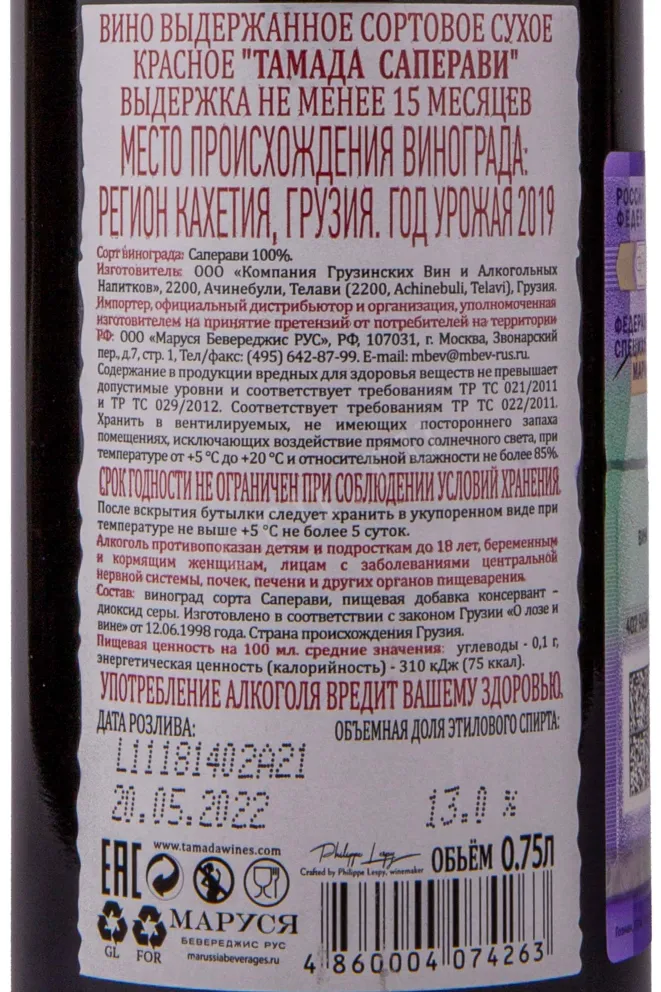 ВИНО ВЫДЕРЖАННОЕ СОРТОВОЕ СУХОЕ
КРАСНОЕ "ТАМАДА САПЕРАВИ"
ВЫДЕРЖКА НЕ МЕНЕЕ 15 МЕСЯЦЕВ
МЕСТО ПРОИСХОЖДЕНИЯ ВИНОГРАДА:
РЕГИОН КАХЕТИЯ, ГРУЗИЯ. ГОД УРОЖАЯ 2019
Сорт винограда: Саперави 100%.
Изготовитель: ООО «Компания Грузинских Вин и Алкогольных
Напитков», 2200, Ачинебули, Телави (2200, Achinebuli, Telavi), Грузия.
Импортер, официальный дистрибьютор и организация, уполномоченная
изготовителем на принятие претензий от потребителей на территории
РФ: ООО «Маруся Бевереджис РУС», РФ, 107031, г. Москва, Звонарский
пер., д.7, стр. 1, Тел/факс: (495) 642-87-99. E-mail: mbev@mbev-rus.ru.
Содержание в продукции вредных для здоровья веществ не превышает
допустимые уровни и соответствует требованиям ТР ТС 021/2011
и ТР ТС 029/2012. Соответствует требованиям ТР ТС 022/2011.
Хранить в вентилируемых, не имеющих постороннего запаха
помещениях, исключающих воздействие прямого солнечного света, при
температуре от +5 °С до +20 °С и относительной влажности не более 85%.
СРОК ГОДНОСТИ НЕ ОГРАНИЧЕН ПРИ СОБЛЮДЕНИИ УСЛОВИЙ ХРАНЕНИЯ.
После вскрытия бутылки следует хранить в укупоренном виде при
температуре не выше +5 °С не более 5 суток.
Алкоголь противопоказан детям и подросткам до 18 лет, беременным
и кормящим женщинам, лицам с заболеваниями центральной
нервной системы, почек, печени и других органов пищеварения.
Состав: виноград сорта Саперави, пищевая добавка консервант -
диоксид серы. Изготовлено в соответствии с законом Грузии «О лозе и
вине» от 12.06.1998 года. Страна происхождения Грузия.
Пищевая ценность на 100 мл. средние значения: углеводы - 0,1 г,
энергетическая ценность (калорийность) - 310 кДж (75 ккал).
УПОТРЕБЛЕНИЕ АЛКОГОЛЯ ВРЕДИТ ВАШЕМУ ЗДОРОВЬЮ.
ДАТА РОЗЛИВА: ОБЪЕМНАЯ ДОЛЯ ЭТИЛОВОГО СПИРТА:
L11181402A21
20.05.2022 13.0 %
www.tamadawines.com
EAC
Philippe Lespy
Crafted by Philippe Lespy, winemaker
ОБЪЁМ 0.75Л
GL FOR
МАРУСЯ
БЕВЕРЕДЖИС РУС
marussiabeverages.ru
4 860004 074263
РОССИ
ФЕДЕР
ФЕДЕРА
СПЕЦИА
МАР